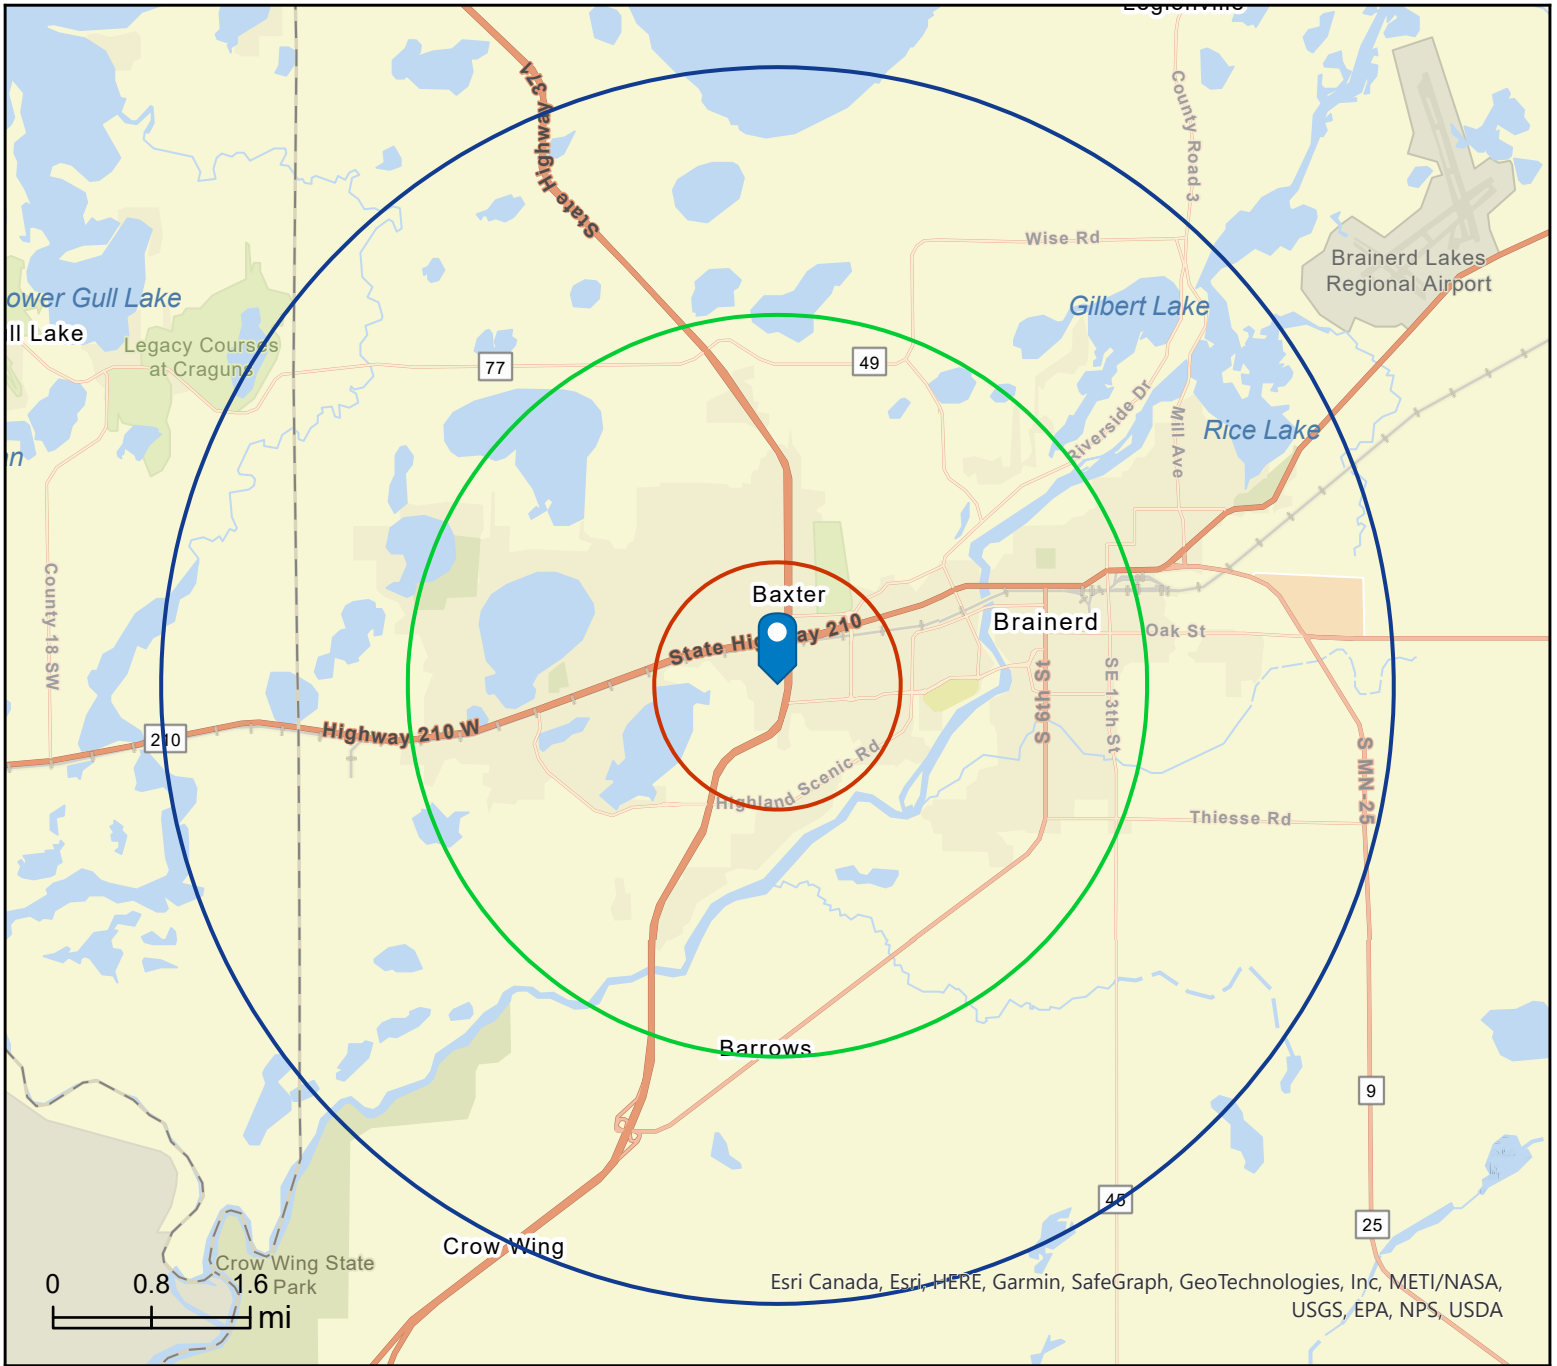 State Highway 371
County Road 3
Wise Rd
Brainerd Lakes
Regional Airport
ower Gull Lake
Gilbert Lake
ll Lake
Legacy Courses
at Craguns
77
49
Riverside Dr
Mill Ave
Rice Lake
n
County 18 SW
Baxter
State Highway 210
Brainerd
Oak St
S 6th St
SE 13th St
Highway 210 W
210
S MN-25
Highland Scenic Rd
Thiesse Rd
Barrows
9
45
25
Crow Wing
Crow Wing State
Park
0 0.8 1.6
mi
Esri Canada, Esri, HERE, Garmin, SafeGraph, GeoTechnologies, Inc, METI/NASA,
USGS, EPA, NPS, USDA